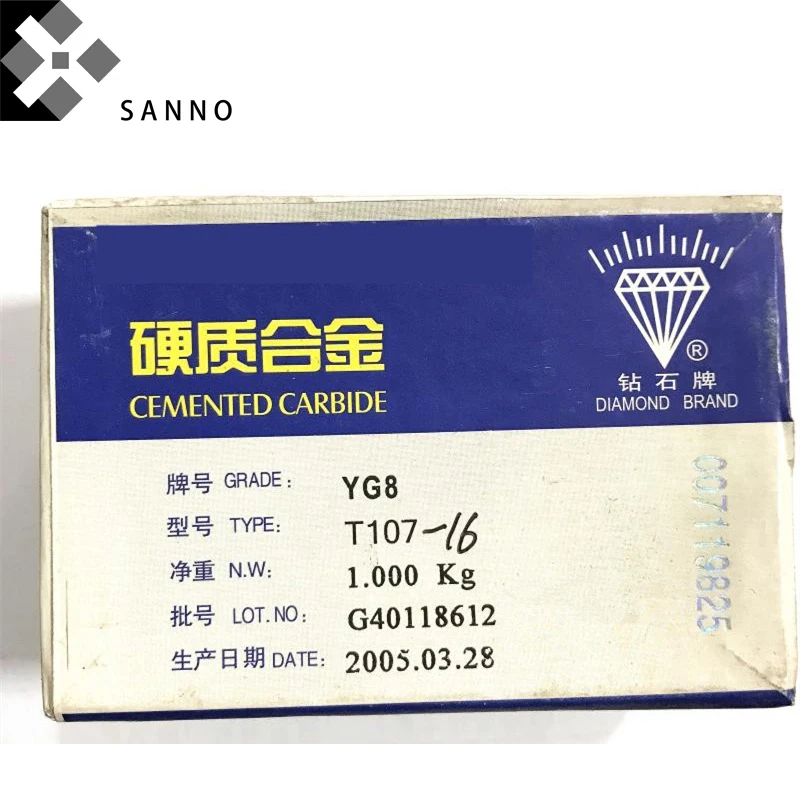 SANNO
硬质合金
CEMENTED CARBIDE
®
钻石牌
DIAMOND BRAND
牌号 GRADE: YG8
型号 TYPE: T107-16
净重 N.W: 1.000 Kg
批号 LOT.NO: G40118612
生产日期 DATE: 2005.03.28
007119825